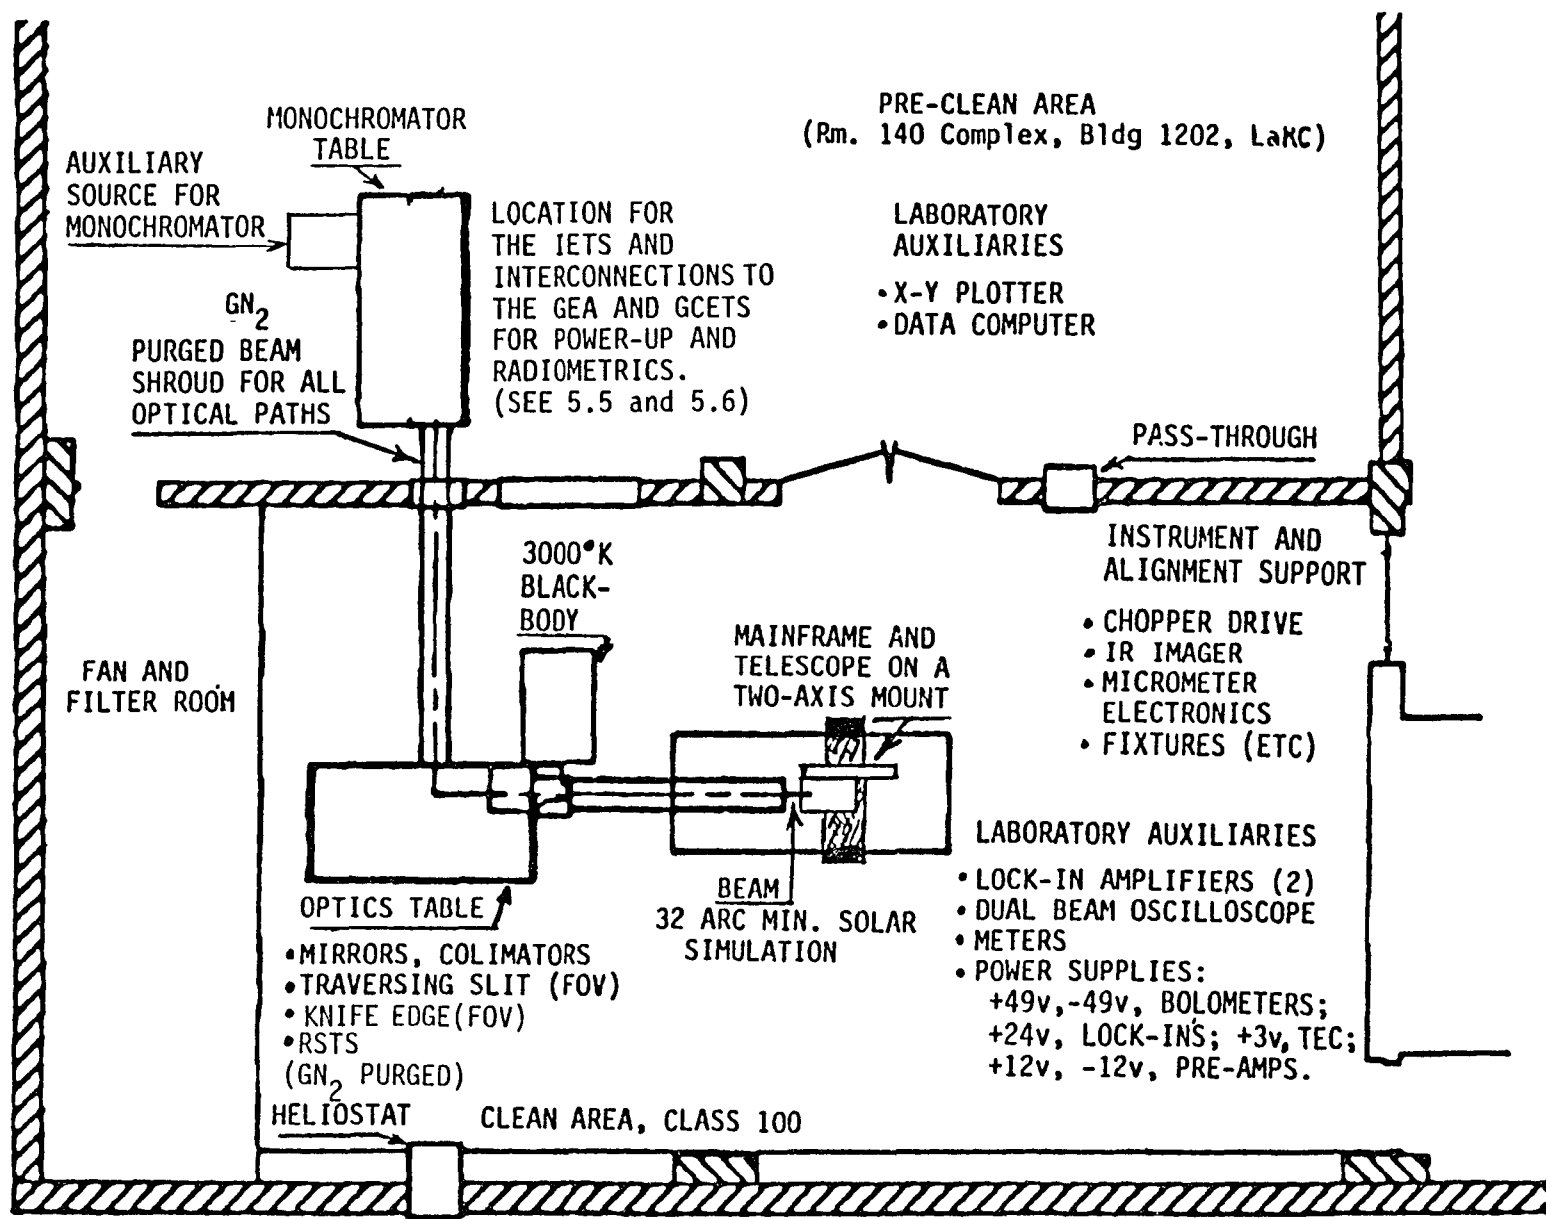 PRE-CLEAN AREA
(Rm. 140 Complex, Bldg 1202, LaRC)
MONOCHROMATOR
TABLE
AUXILIARY
SOURCE FOR
MONOCHROMATOR
LOCATION FOR
THE IETS AND
INTERCONNECTIONS TO
THE GEA AND GCETS
FOR POWER-UP AND
RADIOMETRICS.
(SEE 5.5 and 5.6)
LABORATORY
AUXILIARIES
• X-Y PLOTTER
• DATA COMPUTER
GN2
PURGED BEAM
SHROUD FOR ALL
OPTICAL PATHS
PASS-THROUGH
3000°K
BLACK-
BODY
INSTRUMENT AND
ALIGNMENT SUPPORT
• CHOPPER DRIVE
• IR IMAGER
• MICROMETER
ELECTRONICS
• FIXTURES (ETC)
MAINFRAME AND
TELESCOPE ON A
TWO-AXIS MOUNT
FAN AND
FILTER ROOM
BEAM
32 ARC MIN. SOLAR
SIMULATION
LABORATORY AUXILIARIES
• LOCK-IN AMPLIFIERS (2)
• DUAL BEAM OSCILLOSCOPE
• METERS
• POWER SUPPLIES:
+49v,-49v, BOLOMETERS;
+24v, LOCK-INS; +3v, TEC;
+12v, -12v, PRE-AMPS.
OPTICS TABLE
• MIRRORS, COLIMATORS
• TRAVERSING SLIT (FOV)
• KNIFE EDGE(FOV)
• RSTS
(GN2 PURGED)
HELIOSTAT
CLEAN AREA, CLASS 100